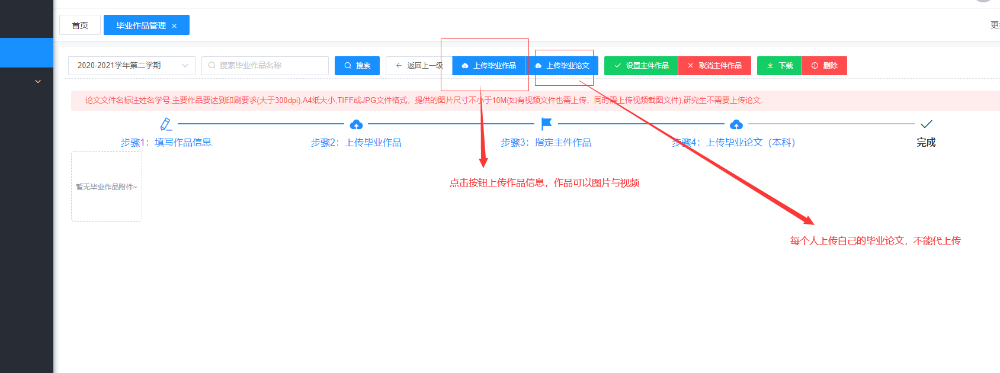 更
首页
毕业作品管理 ×
2020-2021学年第二学期
搜索毕业作品名称
搜索
返回上一级
上传毕业作品
上传毕业论文
设置主件作品
取消主件作品
下载
删除
论文文件名标注姓名学号,主要作品要达到印刷要求(大于300dpi),A4纸大小,TIFF或JPG文件格式，提供的图片尺寸不小于10M(如有视频文件也需上传，同时需上传视频截图文件),研究生不需要上传论文.
步骤1：填写作品信息
步骤2：上传毕业作品
步骤3：指定主件作品
步骤4：上传毕业论文（本科）
完成
暂无毕业作品附件~
点击按钮上传作品信息，作品可以图片与视频
每个人上传自己的毕业论文，不能代上传